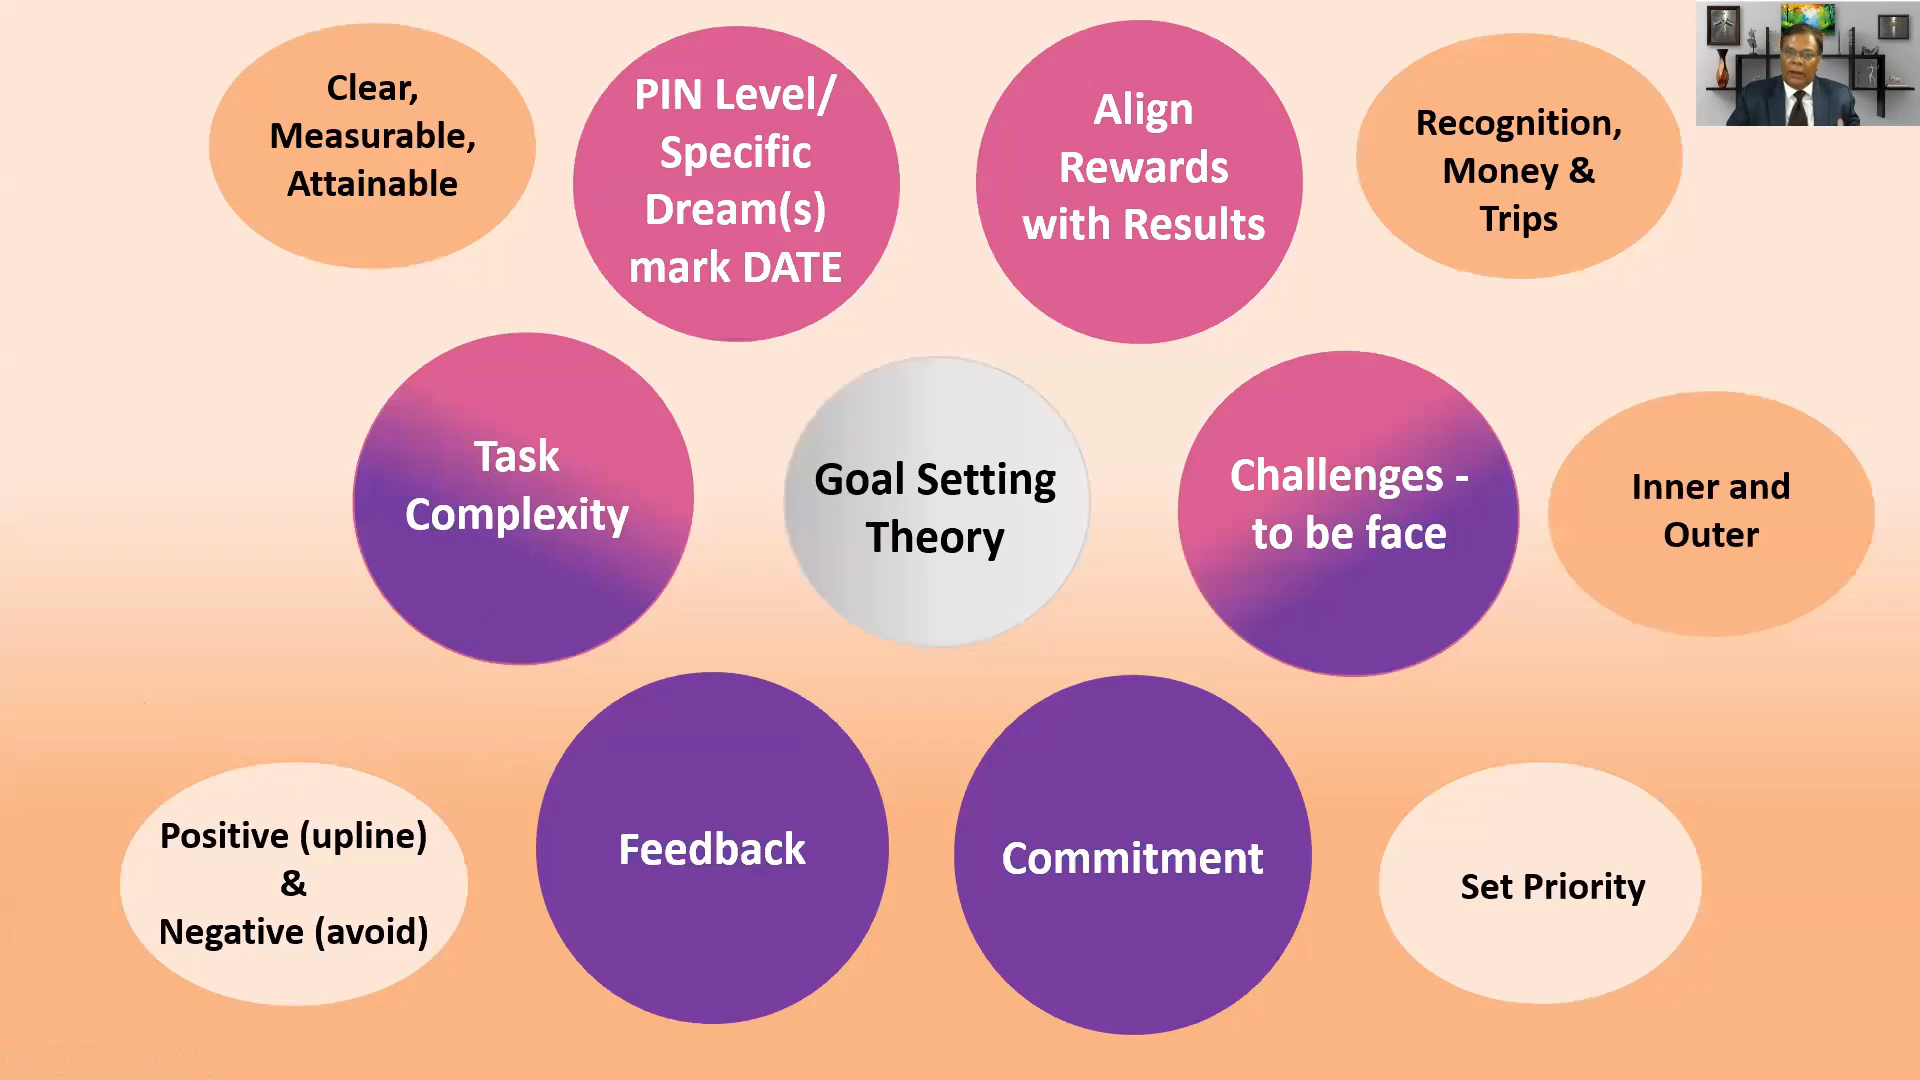 Clear,
Measurable,
Attainable
PIN Level/
Specific
Dream(s)
mark DATE
Align
Rewards
with Results
Recognition,
Money &
Trips
Task
Complexity
Goal Setting
Theory
Challenges -
to be face
Inner and
Outer
Positive (upline)
&
Negative (avoid)
Feedback
Commitment
Set Priority